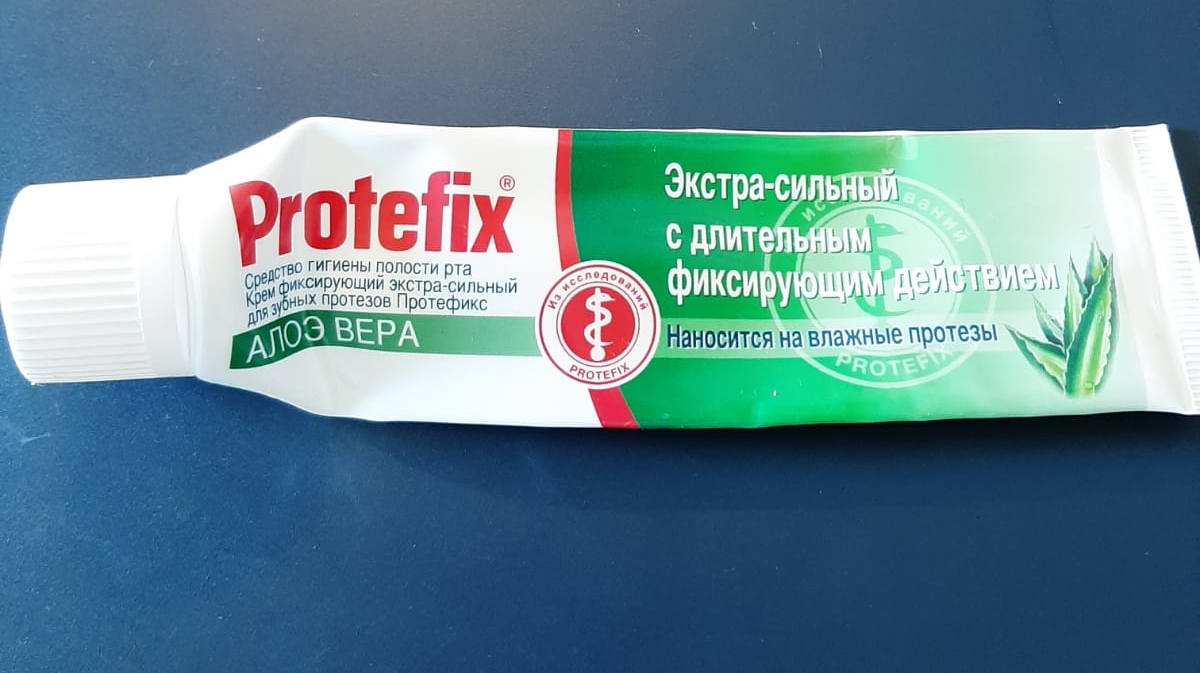 Protefix®
Средство гигиены полости рта
Крем фиксирующий экстра-сильный
для зубных протезов Протефикс
АЛОЭ ВЕРА
Из исследований
PROTEFIX
Экстра-сильный
с длительным
фиксирующим действием
Наносится на влажные протезы
исследований
PROTEFIX